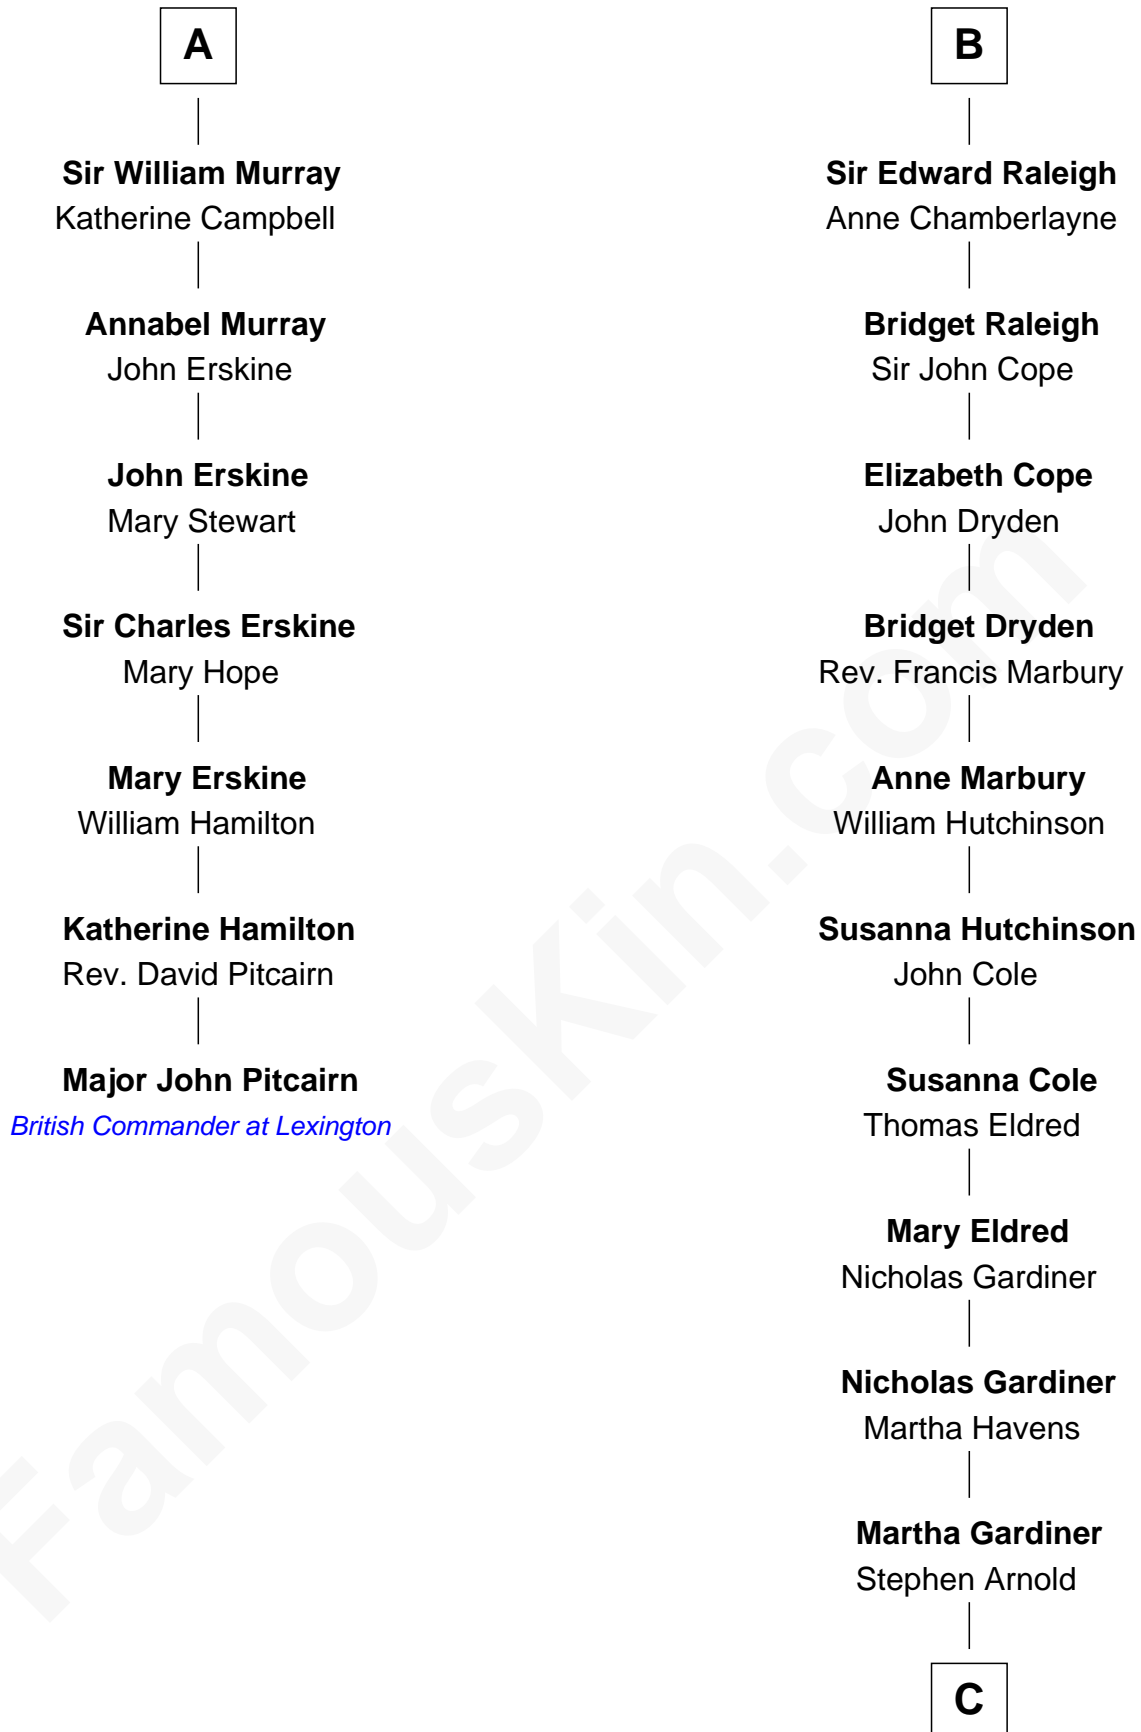 A
Sir William Murray
Katherine Campbell
Annabel Murray
John Erskine
John Erskine
Mary Stewart
Sir Charles Erskine
Mary Hope
Mary Erskine
William Hamilton
Katherine Hamilton
Rev. David Pitcairn
Major John Pitcairn
British Commander at Lexington
B
Sir Edward Raleigh
Anne Chamberlayne
Bridget Raleigh
Sir John Cope
Elizabeth Cope
John Dryden
Bridget Dryden
Rev. Francis Marbury
Anne Marbury
William Hutchinson
Susanna Hutchinson
John Cole
Susanna Cole
Thomas Eldred
Mary Eldred
Nicholas Gardiner
Nicholas Gardiner
Martha Havens
Martha Gardiner
Stephen Arnold
C
FamousKin.com